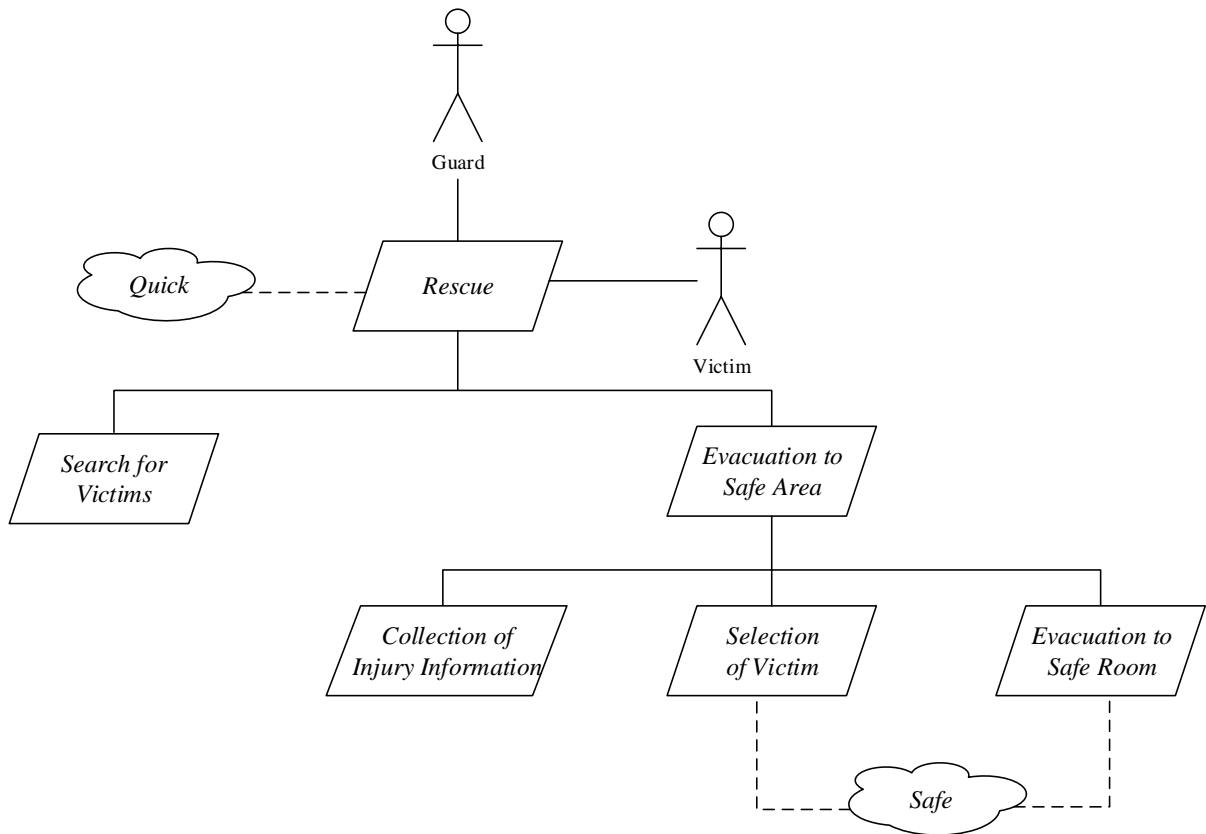 Guard
Quick
Rescue
Victim
Search for
Victims
Evacuation to
Safe Area
Collection of
Injury Information
Selection
of Victim
Evacuation to
Safe Room
Safe